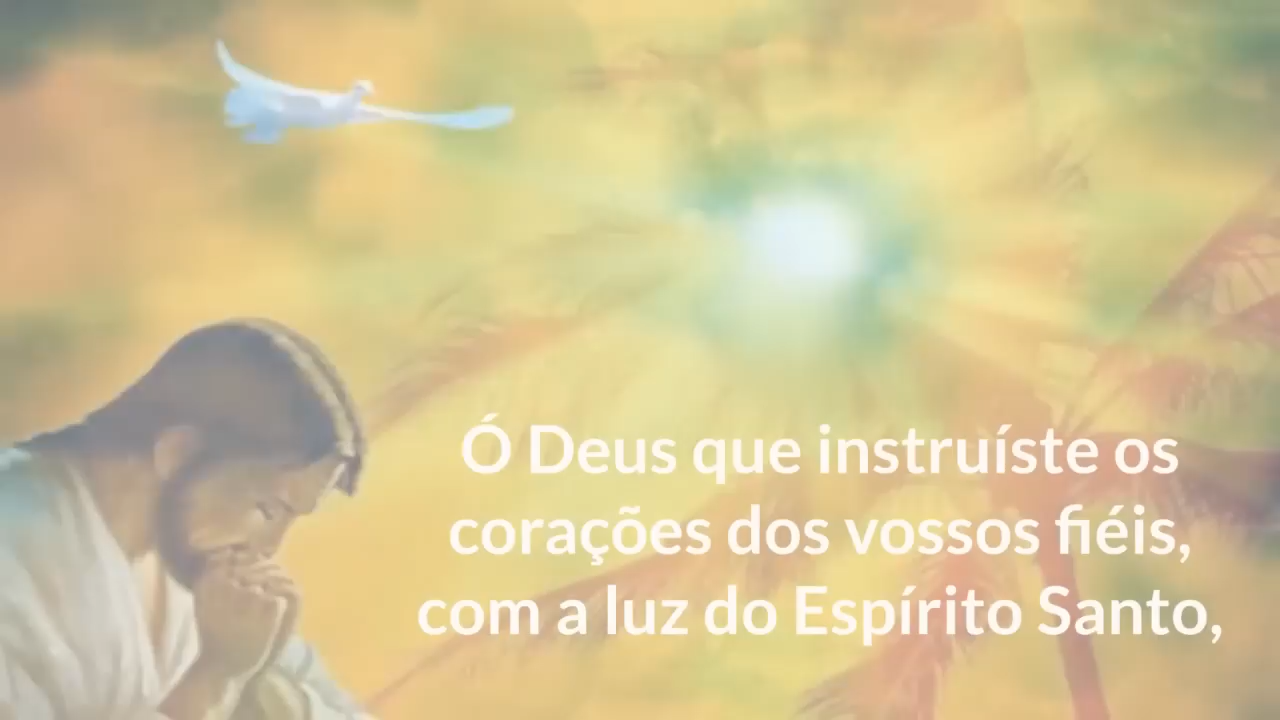 Ó Deus que instruíste os
corações dos vossos fiéis,
com a luz do Espírito Santo,